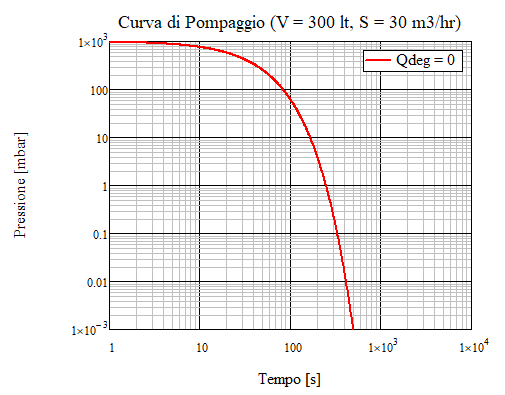 Curva di Pompaggio (V = 300 lt, S = 30 m3/hr)
Qdeg = 0
Pressione [mbar]
1×10³
100
10
1
0.1
0.01
1×10⁻³
1 10 100 1×10³ 1×10⁴
Tempo [s]